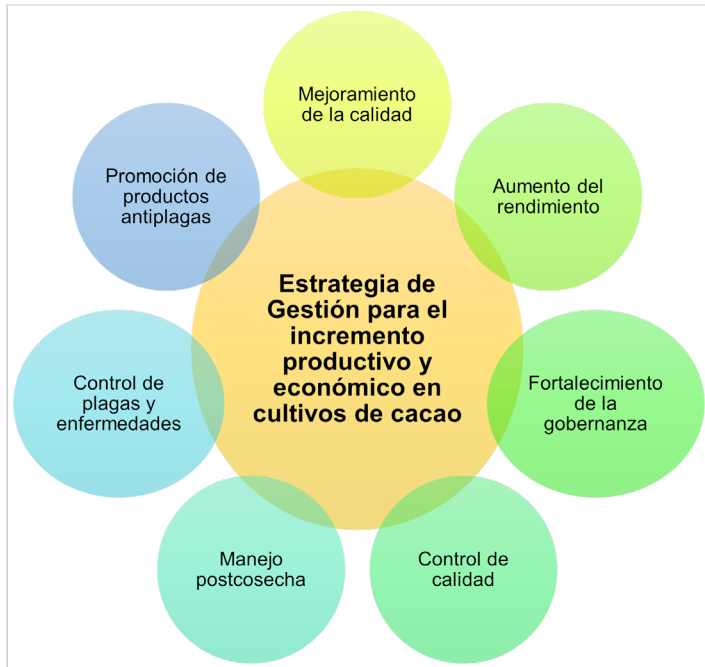 Mejoramiento
de la calidad
Aumento del
rendimiento
Fortalecimiento
de la
gobernanza
Control de
calidad
Manejo
postcosecha
Control de
plagas y
enfermedades
Promoción de
productos
antiplagas
Estrategia de
Gestión para el
incremento
productivo y
económico en
cultivos de cacao